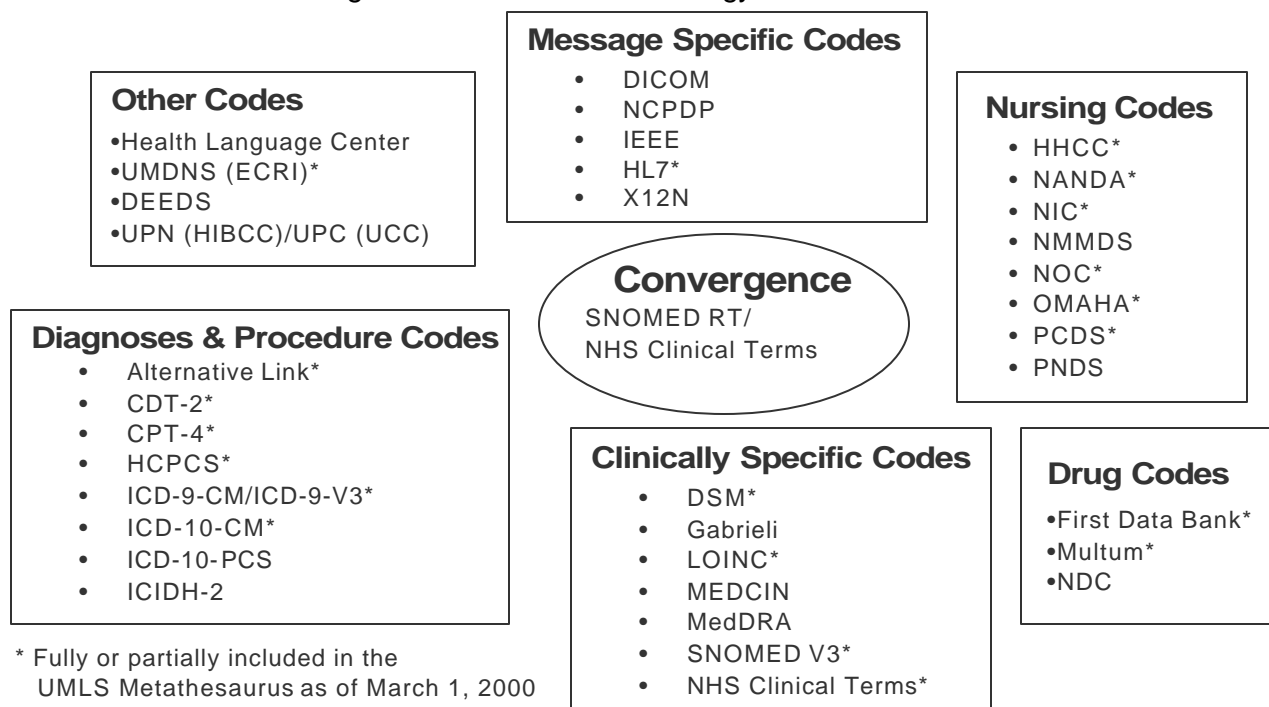 Message Specific Codes
• DICOM
• NCPDP
• IEEE
• HL7*
• X12N
Other Codes
•Health Language Center
•UMDNS (ECRI)*
•DEEDS
•UPN (HIBCC)/UPC (UCC)
Nursing Codes
• HHCC*
• NANDA*
• NIC*
• NMMDS
• NOC*
• OMAHA*
• PCDS*
• PNDS
Convergence
SNOMED RT/
NHS Clinical Terms
Diagnoses & Procedure Codes
• Alternative Link*
• CDT-2*
• CPT-4*
• HCPCS*
• ICD-9-CM/ICD-9-V3*
• ICD-10-CM*
• ICD-10-PCS
• ICIDH-2
Clinically Specific Codes
• DSM*
• Gabrieli
• LOINC*
• MEDCIN
• MedDRA
• SNOMED V3*
• NHS Clinical Terms*
Drug Codes
•First Data Bank*
•Multum*
•NDC
* Fully or partially included in the
UMLS Metathesaurus as of March 1, 2000